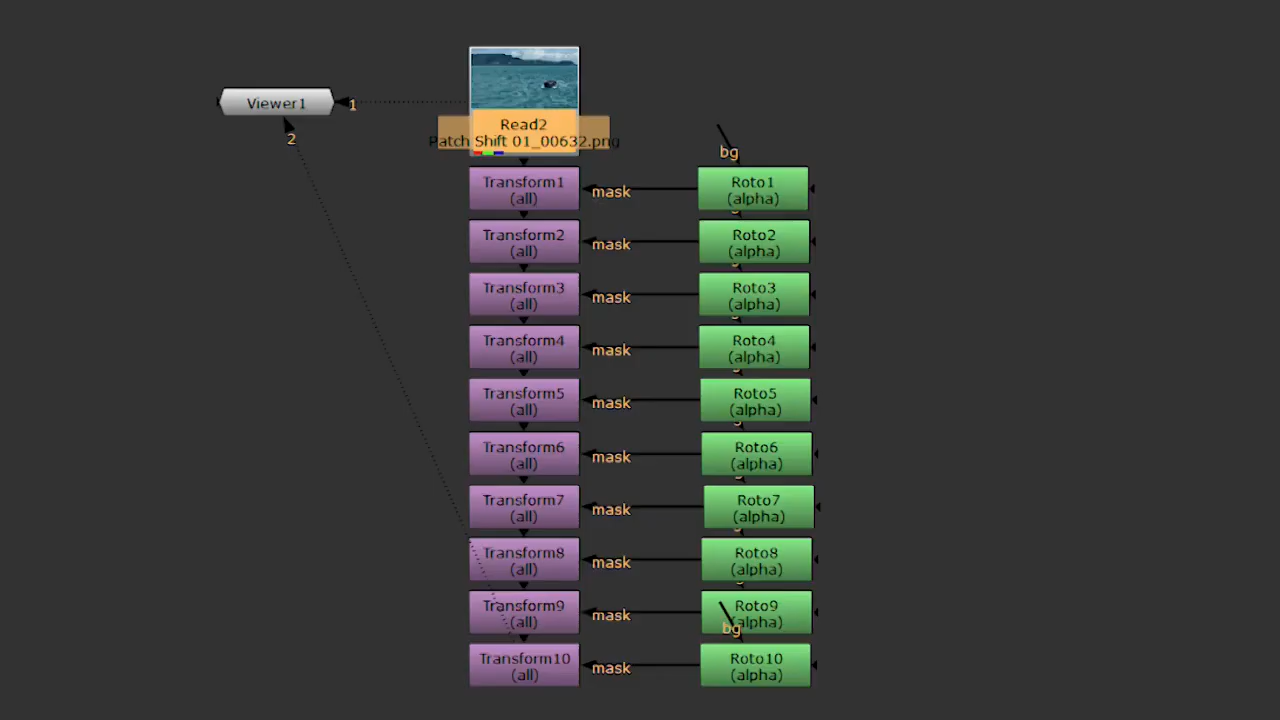 Viewer1
1
2
Read2
Patch Shift 01_00632.png
bg
Transform1
(all)
mask
Roto1
(alpha)
Transform2
(all)
mask
Roto2
(alpha)
Transform3
(all)
mask
Roto3
(alpha)
Transform4
(all)
mask
Roto4
(alpha)
Transform5
(all)
mask
Roto5
(alpha)
Transform6
(all)
mask
Roto6
(alpha)
Transform7
(all)
mask
Roto7
(alpha)
Transform8
(all)
mask
Roto8
(alpha)
Transform9
(all)
mask
Roto9
(alpha)
bg
Transform10
(all)
mask
Roto10
(alpha)